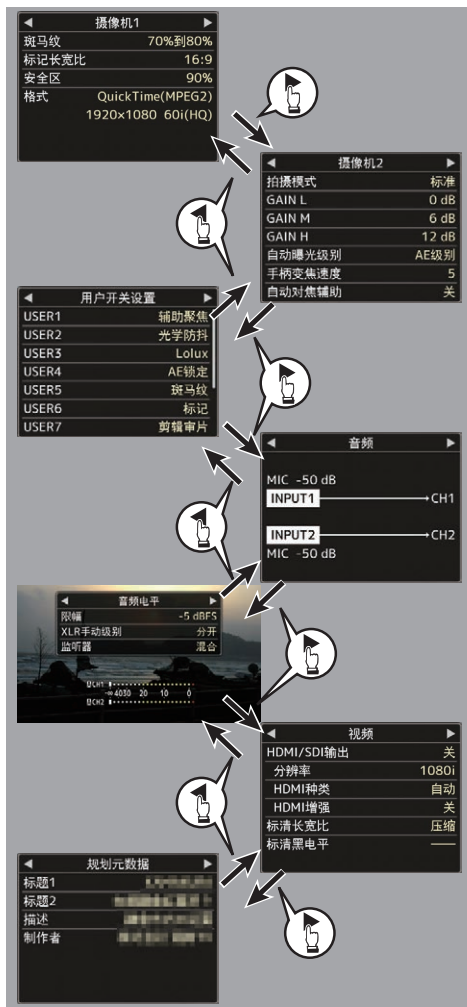 ◀ 摄像机1 ▶
斑马纹 70%到80%
标记长宽比 16:9
安全区 90%
格式 QuickTime(MPEG2)
1920×1080 60i(HQ)
◀ 摄像机2 ▶
拍摄模式 标准
GAIN L 0 dB
GAIN M 6 dB
GAIN H 12 dB
自动曝光级别 AE级别
手柄变焦速度 5
自动对焦辅助 关
◀ 用户开关设置 ▶
USER1 辅助聚焦
USER2 光学防抖
USER3 Lolux
USER4 AE锁定
USER5 斑马纹
USER6 标记
USER7 剪辑审片
◀ 音频 ▶
MIC -50 dB
INPUT1 CH1
INPUT2 CH2
MIC -50 dB
◀ 音频电平 ▶
限幅 -5 dBFS
XLR手动级别 分开
监听器 混合
CH1
-∞ 4030 20 10 0
CH2
◀ 视频 ▶
HDMI/SDI输出 关
分辨率 1080i
HDMI种类 自动
HDMI增强 关
标清长宽比 压缩
标清黑电平 ——
◀ 规划元数据 ▶
标题1
标题2
描述
制作者